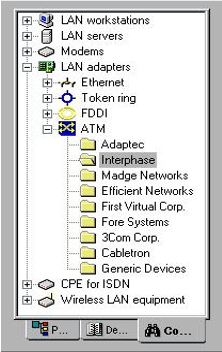 LAN workstations
LAN servers
Modems
LAN adapters
Ethernet
Token ring
FDDI
ATM
Adaptec
Interphase
Madge Networks
Efficient Networks
First Virtual Corp.
Fore Systems
3Com Corp.
Cabletron
Generic Devices
CPE for ISDN
Wireless LAN equipment
P... De... Co...